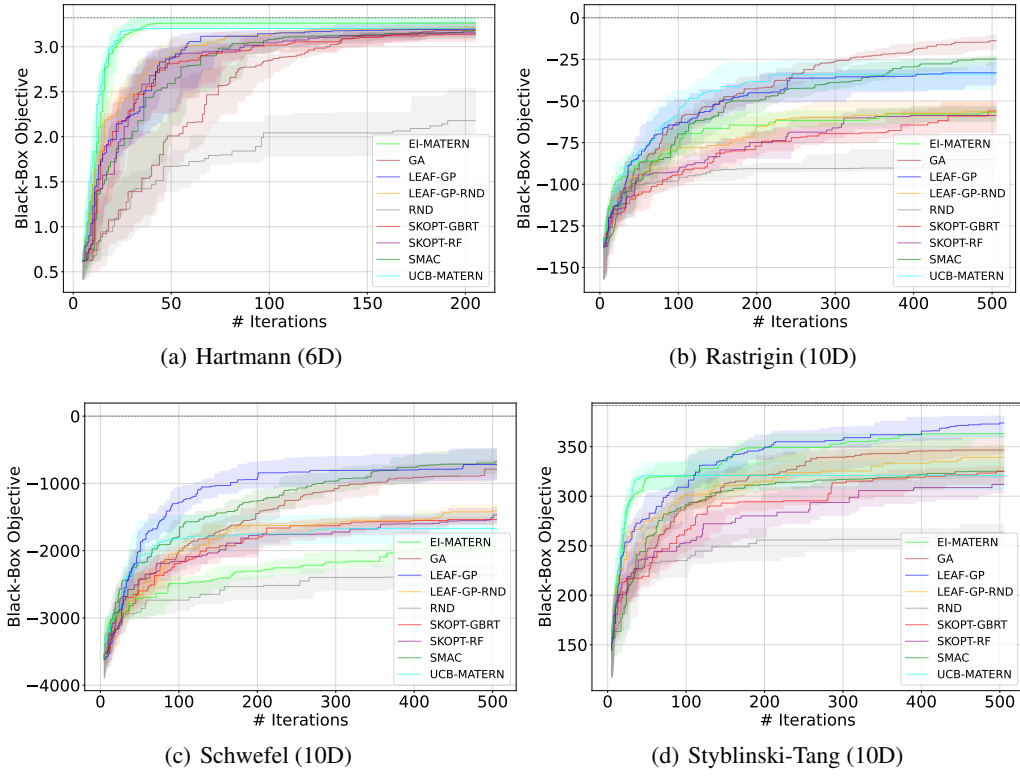 3.0
2.5
2.0
1.5
1.0
0.5
Black-Box Objective
0 50 100 150 200
# Iterations
EI-MATERN
GA
LEAF-GP
LEAF-GP-RND
RND
SKOPT-GBRT
SKOPT-RF
SMAC
UCB-MATERN
(a) Hartmann (6D)
0
−25
−50
−75
−100
−125
−150
Black-Box Objective
0 100 200 300 400 500
# Iterations
EI-MATERN
GA
LEAF-GP
LEAF-GP-RND
RND
SKOPT-GBRT
SKOPT-RF
SMAC
UCB-MATERN
(b) Rastrigin (10D)
0
−1000
−2000
−3000
−4000
Black-Box Objective
0 100 200 300 400 500
# Iterations
EI-MATERN
GA
LEAF-GP
LEAF-GP-RND
RND
SKOPT-GBRT
SKOPT-RF
SMAC
UCB-MATERN
(c) Schwefel (10D)
350
300
250
200
150
Black-Box Objective
0 100 200 300 400 500
# Iterations
EI-MATERN
GA
LEAF-GP
LEAF-GP-RND
RND
SKOPT-GBRT
SKOPT-RF
SMAC
UCB-MATERN
(d) Styblinski-Tang (10D)